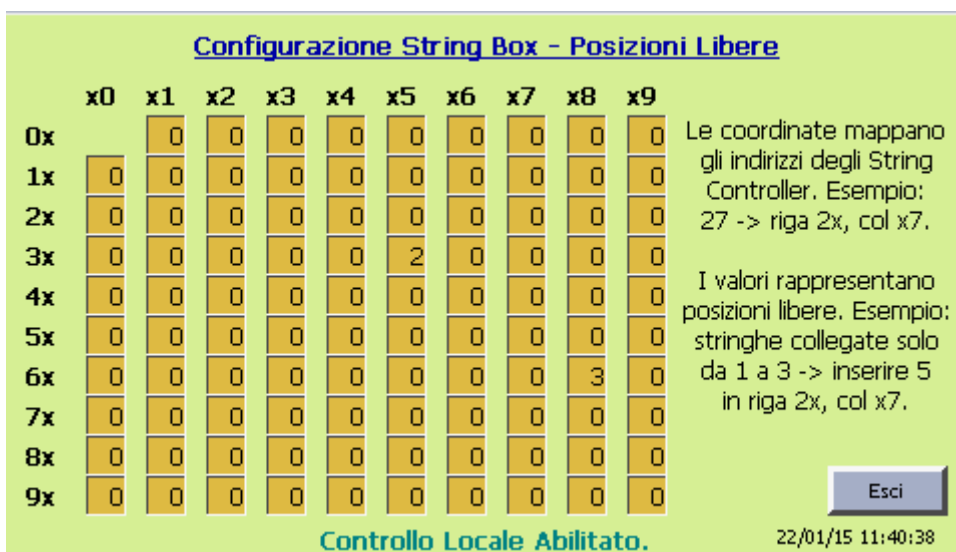 Configurazione String Box - Posizioni Libere
x0 x1 x2 x3 x4 x5 x6 x7 x8 x9
0x 0 0 0 0 0 0 0 0 0
1x 0 0 0 0 0 0 0 0 0 0
2x 0 0 0 0 0 0 0 0 0 0
3x 0 0 0 0 0 2 0 0 0 0
4x 0 0 0 0 0 0 0 0 0 0
5x 0 0 0 0 0 0 0 0 0 0
6x 0 0 0 0 0 0 0 0 3 0
7x 0 0 0 0 0 0 0 0 0 0
8x 0 0 0 0 0 0 0 0 0 0
9x 0 0 0 0 0 0 0 0 0 0
Le coordinate mappano
gli indirizzi degli String
Controller. Esempio:
27 -> riga 2x, col x7.
I valori rappresentano
posizioni libere. Esempio:
stringhe collegate solo
da 1 a 3 -> inserire 5
in riga 2x, col x7.
Esci
Controllo Locale Abilitato.
22/01/15 11:40:38